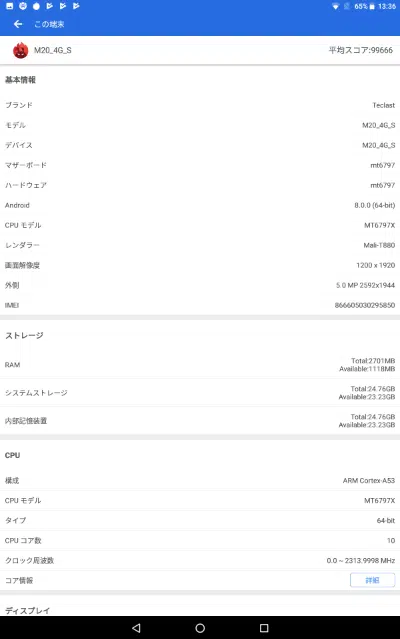 65% 13:36
この端末
M20_4G_S 平均スコア:99666
基本情報
ブランド Teclast
モデル M20_4G_S
デバイス M20_4G_S
マザーボード mt6797
ハードウェア mt6797
Android 8.0.0 (64-bit)
CPU モデル MT6797X
レンダラー Mali-T880
画面解像度 1200 x 1920
外側 5.0 MP 2592x1944
IMEI 866605030295850
ストレージ
RAM Total:2701MB
Available:1118MB
システムストレージ Total:24.76GB
Available:23.23GB
内部記憶装置 Total:24.76GB
Available:23.23GB
CPU
構成 ARM Cortex-A53
CPU モデル MT6797X
タイプ 64-bit
CPU コア数 10
クロック周波数 0.0 ~ 2313.9998 MHz
コア情報 詳細
ディスプレイ